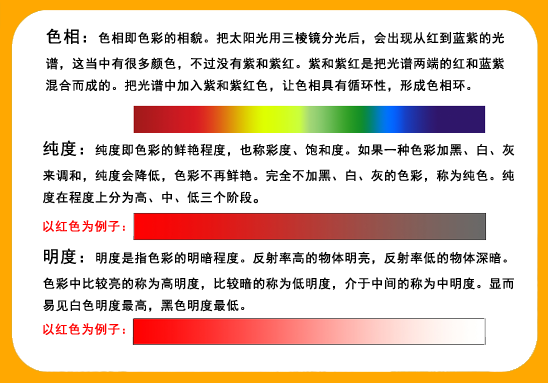 色相：色相即色彩的相貌。把太阳光用三棱镜分光后，会出现从红到蓝紫的光
谱，这当中有很多颜色，不过没有紫和紫红。紫和紫红是把光谱两端的红和蓝紫
混合而成的。把光谱中加入紫和紫红色，让色相具有循环性，形成色相环。
纯度：纯度即色彩的鲜艳程度，也称彩度、饱和度。如果一种色彩加黑、白、灰
来调和，纯度会降低，色彩不再鲜艳。完全不加黑、白、灰的色彩，称为纯色。纯
度在程度上分为高、中、低三个阶段。
以红色为例子：
明度：明度是指色彩的明暗程度。反射率高的物体明亮，反射率低的物体深暗。
色彩中比较亮的称为高明度，比较暗的称为低明度，介于中间的称为中明度。显而
易见白色明度最高，黑色明度最低。
以红色为例子：